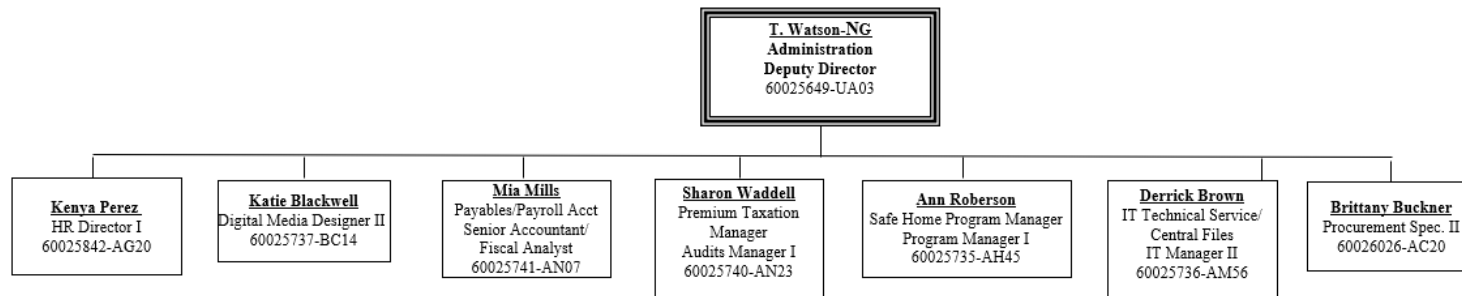 T. Watson-NG
Administration
Deputy Director
60025649-UA03
Kenya Perez
HR Director I
60025842-AG20
Katie Blackwell
Digital Media Designer II
60025737-BC14
Mia Mills
Payables/Payroll Acct
Senior Accountant/
Fiscal Analyst
60025741-AN07
Sharon Waddell
Premium Taxation
Manager
Audits Manager I
60025740-AN23
Ann Roberson
Safe Home Program Manager
Program Manager I
60025735-AH45
Derrick Brown
IT Technical Service/
Central Files
IT Manager II
60025736-AM56
Brittany Buckner
Procurement Spec. II
60026026-AC20